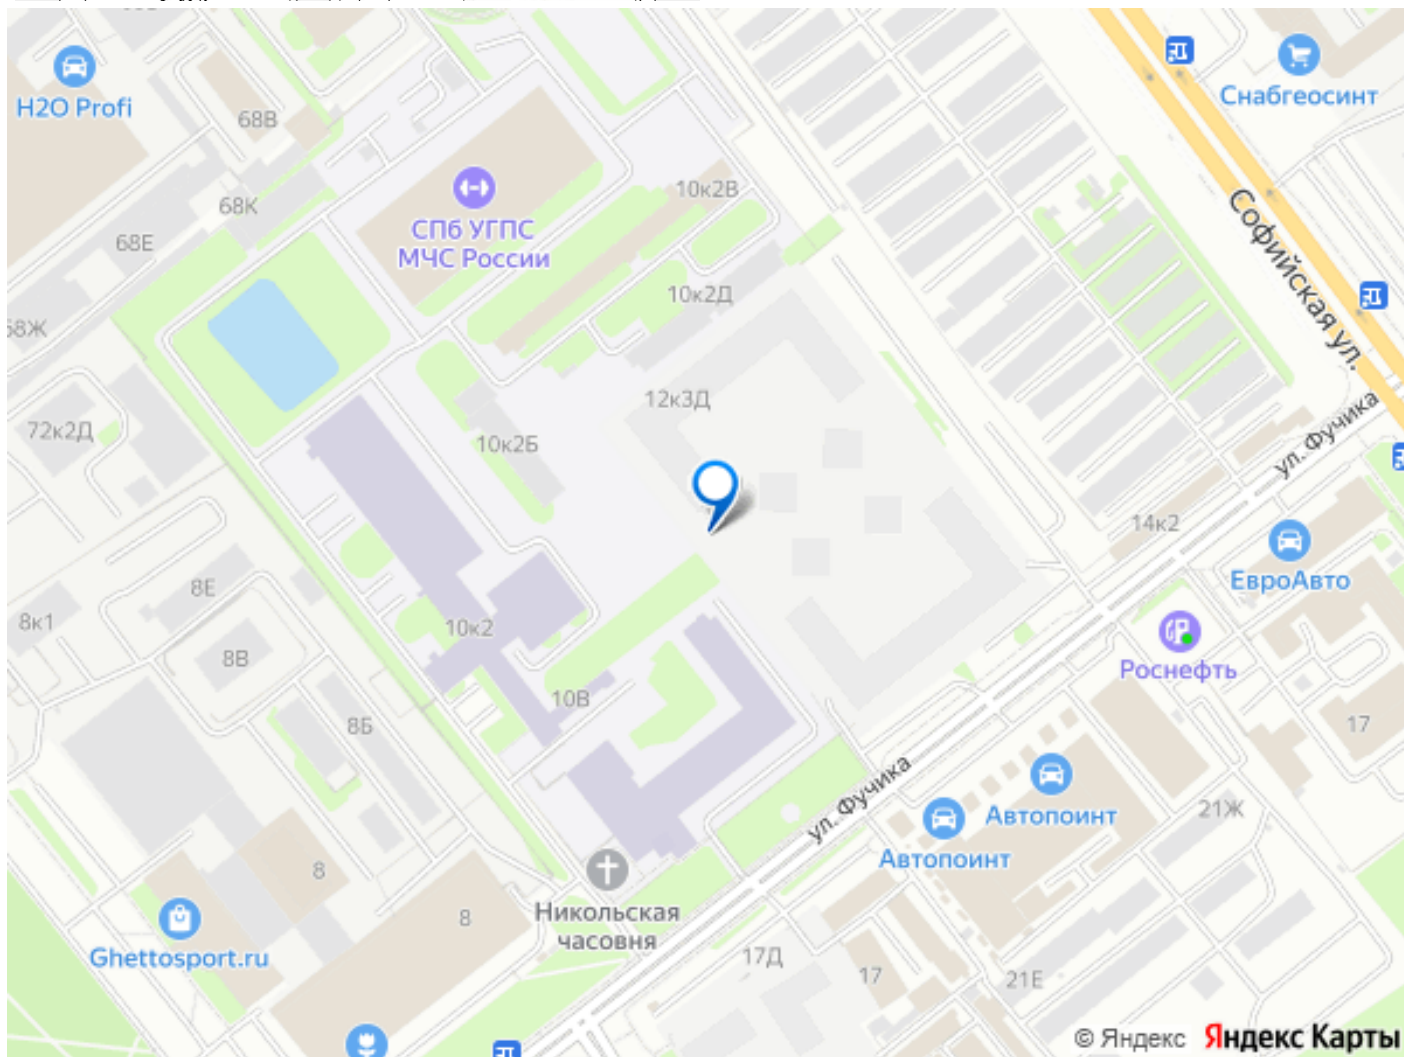 H2O Profi
68В
Снабгеосинт
10к2В
СПб УГПС
МЧС России
68К
68Е
Софийская ул.
10к2Д
68Ж
12к3Д
ул. Фучика
72к2Д
10к2Б
14к2
ЕвроАвто
8Е
8к1
10к2
8В
Роснефть
10В
8Б
17
ул. Фучика
Автопоинт
21Ж
Автопоинт
8
8
Никольская
часовня
Ghettosport.ru
17Д
17
21Е
© Яндекс Яндекс Карты